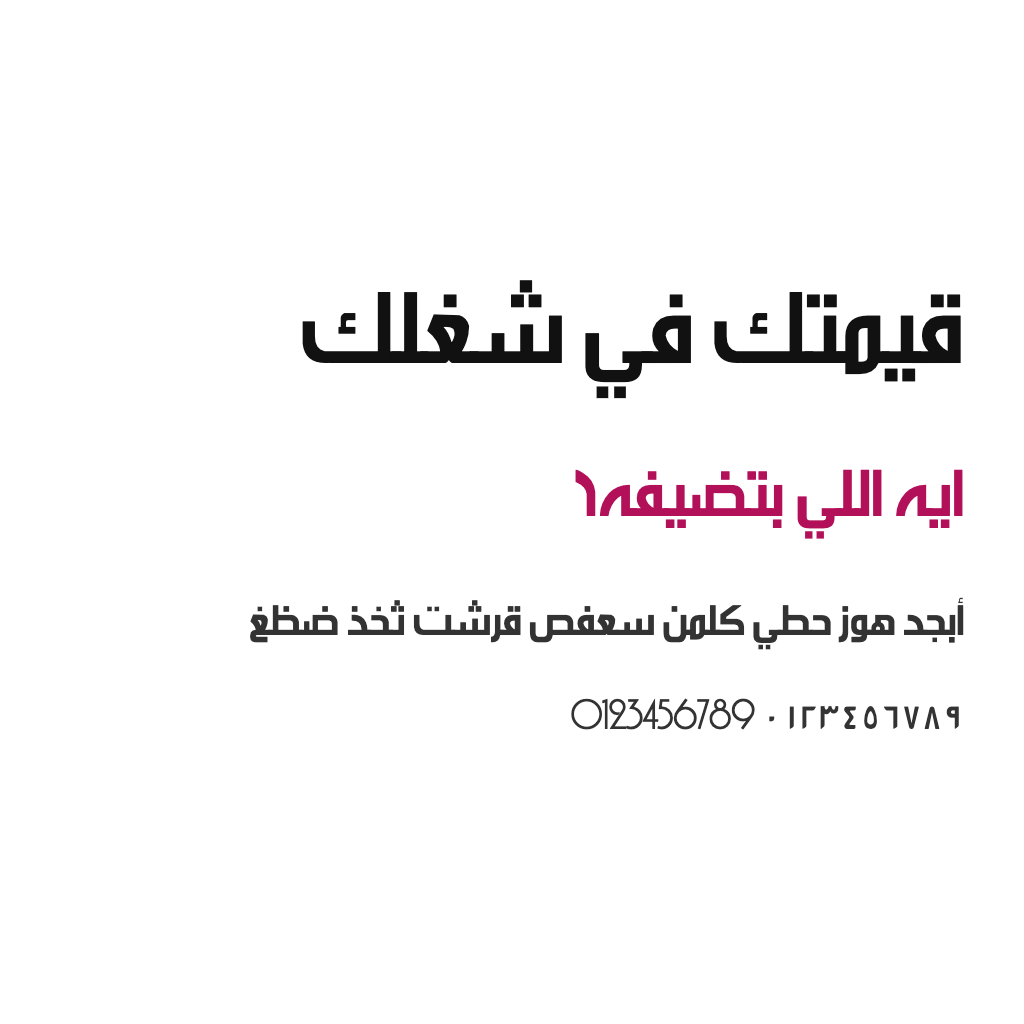 قيمتك في شغلك
ايه اللي بتضيفه؟
أبجد هوز حطي كلمن سعفص قرشت ثخذ ضظغ
0123456789 ٠١٢٣٤٥٦٧٨٩